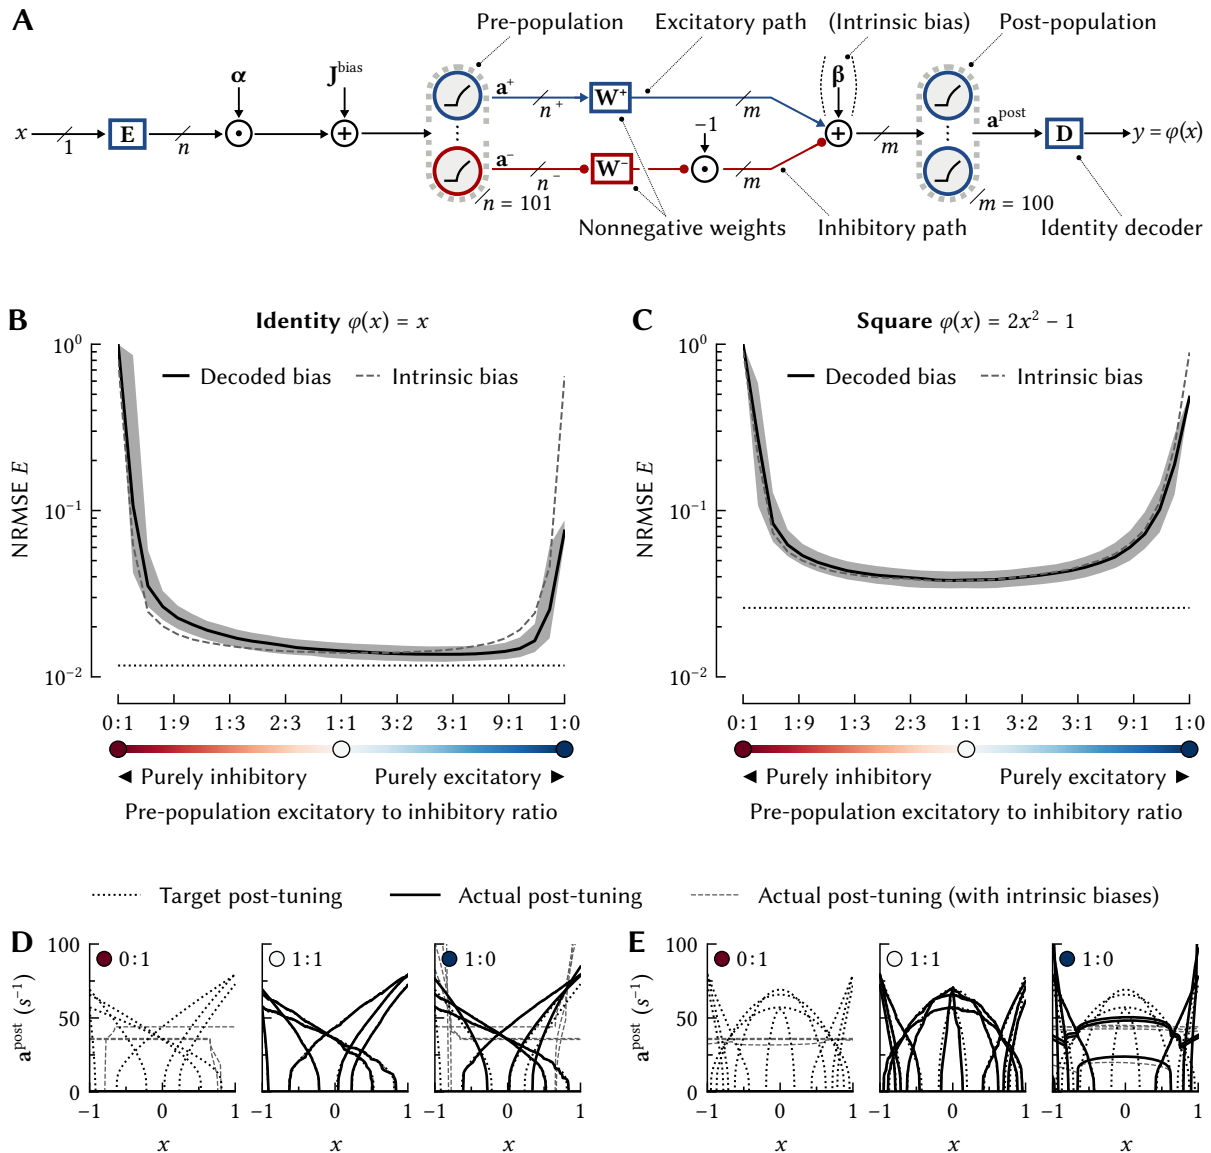 A
Pre-population
Excitatory path
(Intrinsic bias)
Post-population
α
J^bias
β
a⁺
n⁺
W⁺
m
x
1
E
n
−1
m
a^post
D
y = φ(x)
a⁻
n⁻
W⁻
m
n = 101
m = 100
Nonnegative weights
Inhibitory path
Identity decoder
B
Identity φ(x) = x
10⁰
Decoded bias
Intrinsic bias
NRMSE E
10⁻¹
10⁻²
0:1 1:9 1:3 2:3 1:1 3:2 3:1 9:1 1:0
◄ Purely inhibitory
Purely excitatory ►
Pre-population excitatory to inhibitory ratio
C
Square φ(x) = 2x² − 1
10⁰
Decoded bias
Intrinsic bias
NRMSE E
10⁻¹
10⁻²
0:1 1:9 1:3 2:3 1:1 3:2 3:1 9:1 1:0
◄ Purely inhibitory
Purely excitatory ►
Pre-population excitatory to inhibitory ratio
Target post-tuning
Actual post-tuning
Actual post-tuning (with intrinsic biases)
D
100
0:1
1:1
1:0
a^post (s⁻¹)
50
0
−1 0 1
−1 0 1
−1 0 1
x
x
x
E
100
0:1
1:1
1:0
a^post (s⁻¹)
50
0
−1 0 1
−1 0 1
−1 0 1
x
x
x